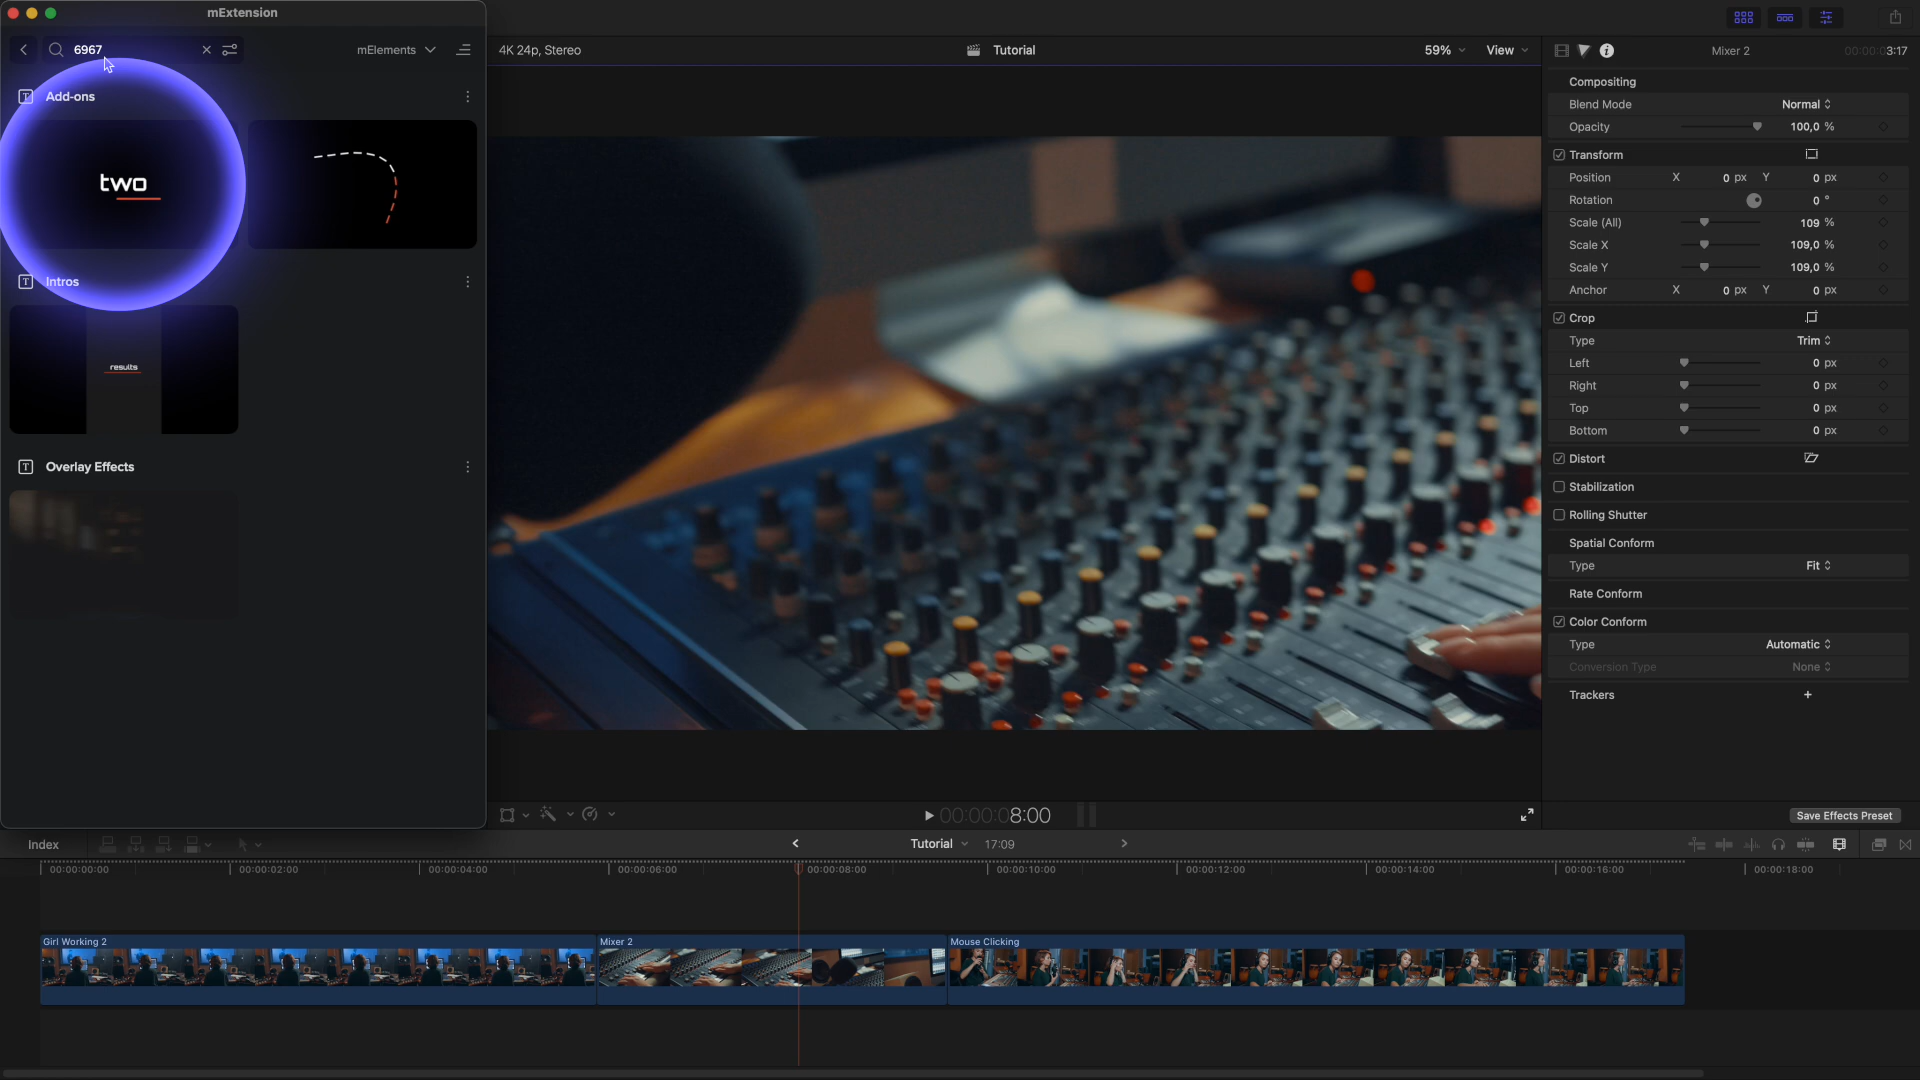 mExtension
6967
mElements
4K 24p, Stereo
Tutorial
59%
View
Mixer 2
00:00:03:17
Add-ons
two
Intros
results
Overlay Effects
Compositing
Blend Mode
Normal
Opacity
100,0 %
Transform
Position
X
0 px
Y
0 px
Rotation
0 °
Scale (All)
109 %
Scale X
109,0 %
Scale Y
109,0 %
Anchor
X
0 px
Y
0 px
Crop
Type
Trim
Left
0 px
Right
0 px
Top
0 px
Bottom
0 px
Distort
Stabilization
Rolling Shutter
Spatial Conform
Type
Fit
Rate Conform
Color Conform
Type
Automatic
Conversion Type
None
Trackers
Save Effects Preset
00:00:08:00
Index
Tutorial
17:09
00:00:00:00
00:00:02:00
00:00:04:00
00:00:06:00
00:00:08:00
00:00:10:00
00:00:12:00
00:00:14:00
00:00:16:00
00:00:18:00
Girl Working 2
Mixer 2
Mouse Clicking